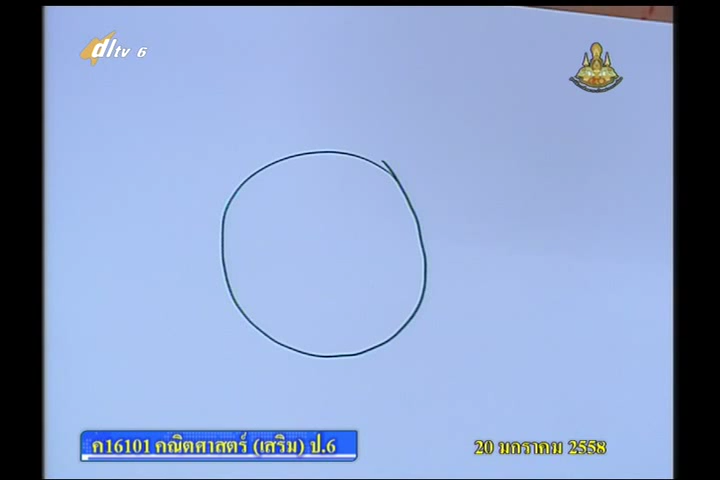 dltv 6
ค16101 คณิตศาสตร์ (เสริม) ป.6
20 มกราคม 2558